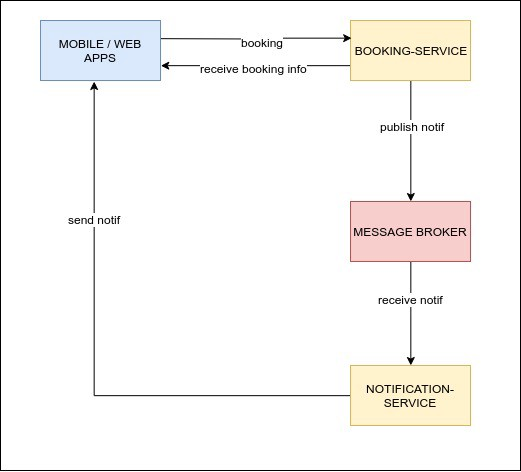 MOBILE / WEB
APPS
booking
BOOKING-SERVICE
receive booking info
publish notif
send notif
MESSAGE BROKER
receive notif
NOTIFICATION-
SERVICE